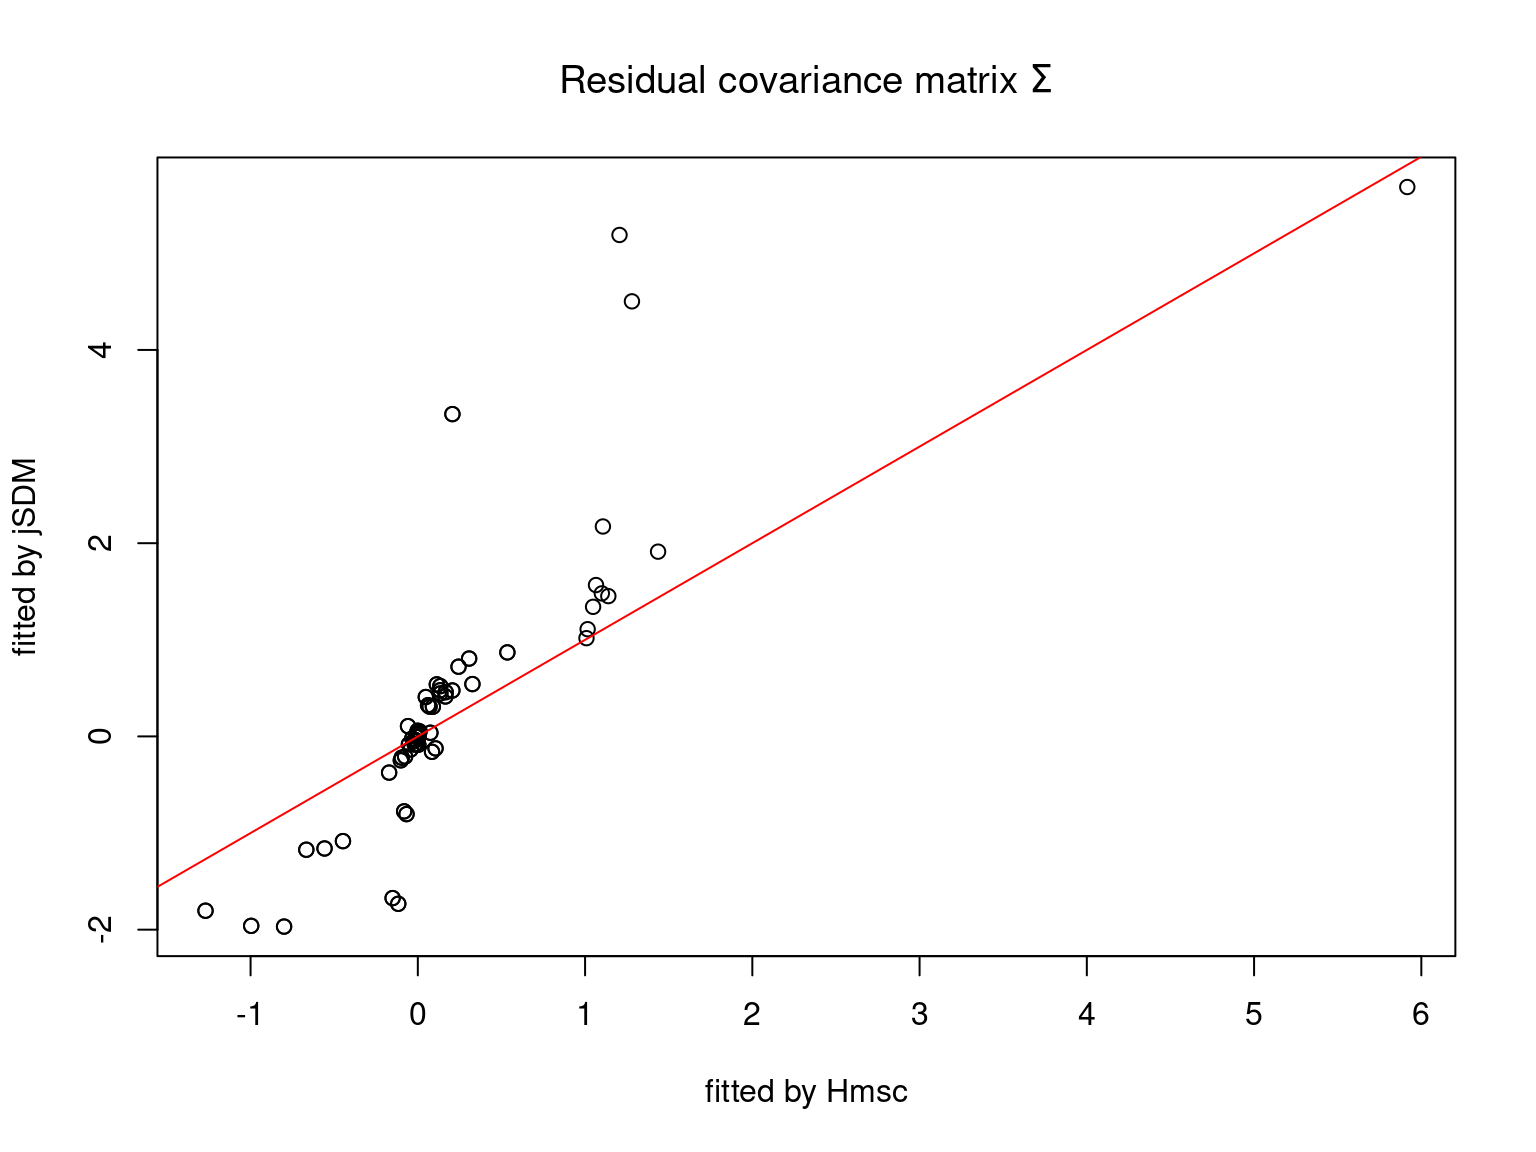 Residual covariance matrix Σ
fitted by jSDM
4
2
0
-2
-1 0 1 2 3 4 5 6
fitted by Hmsc